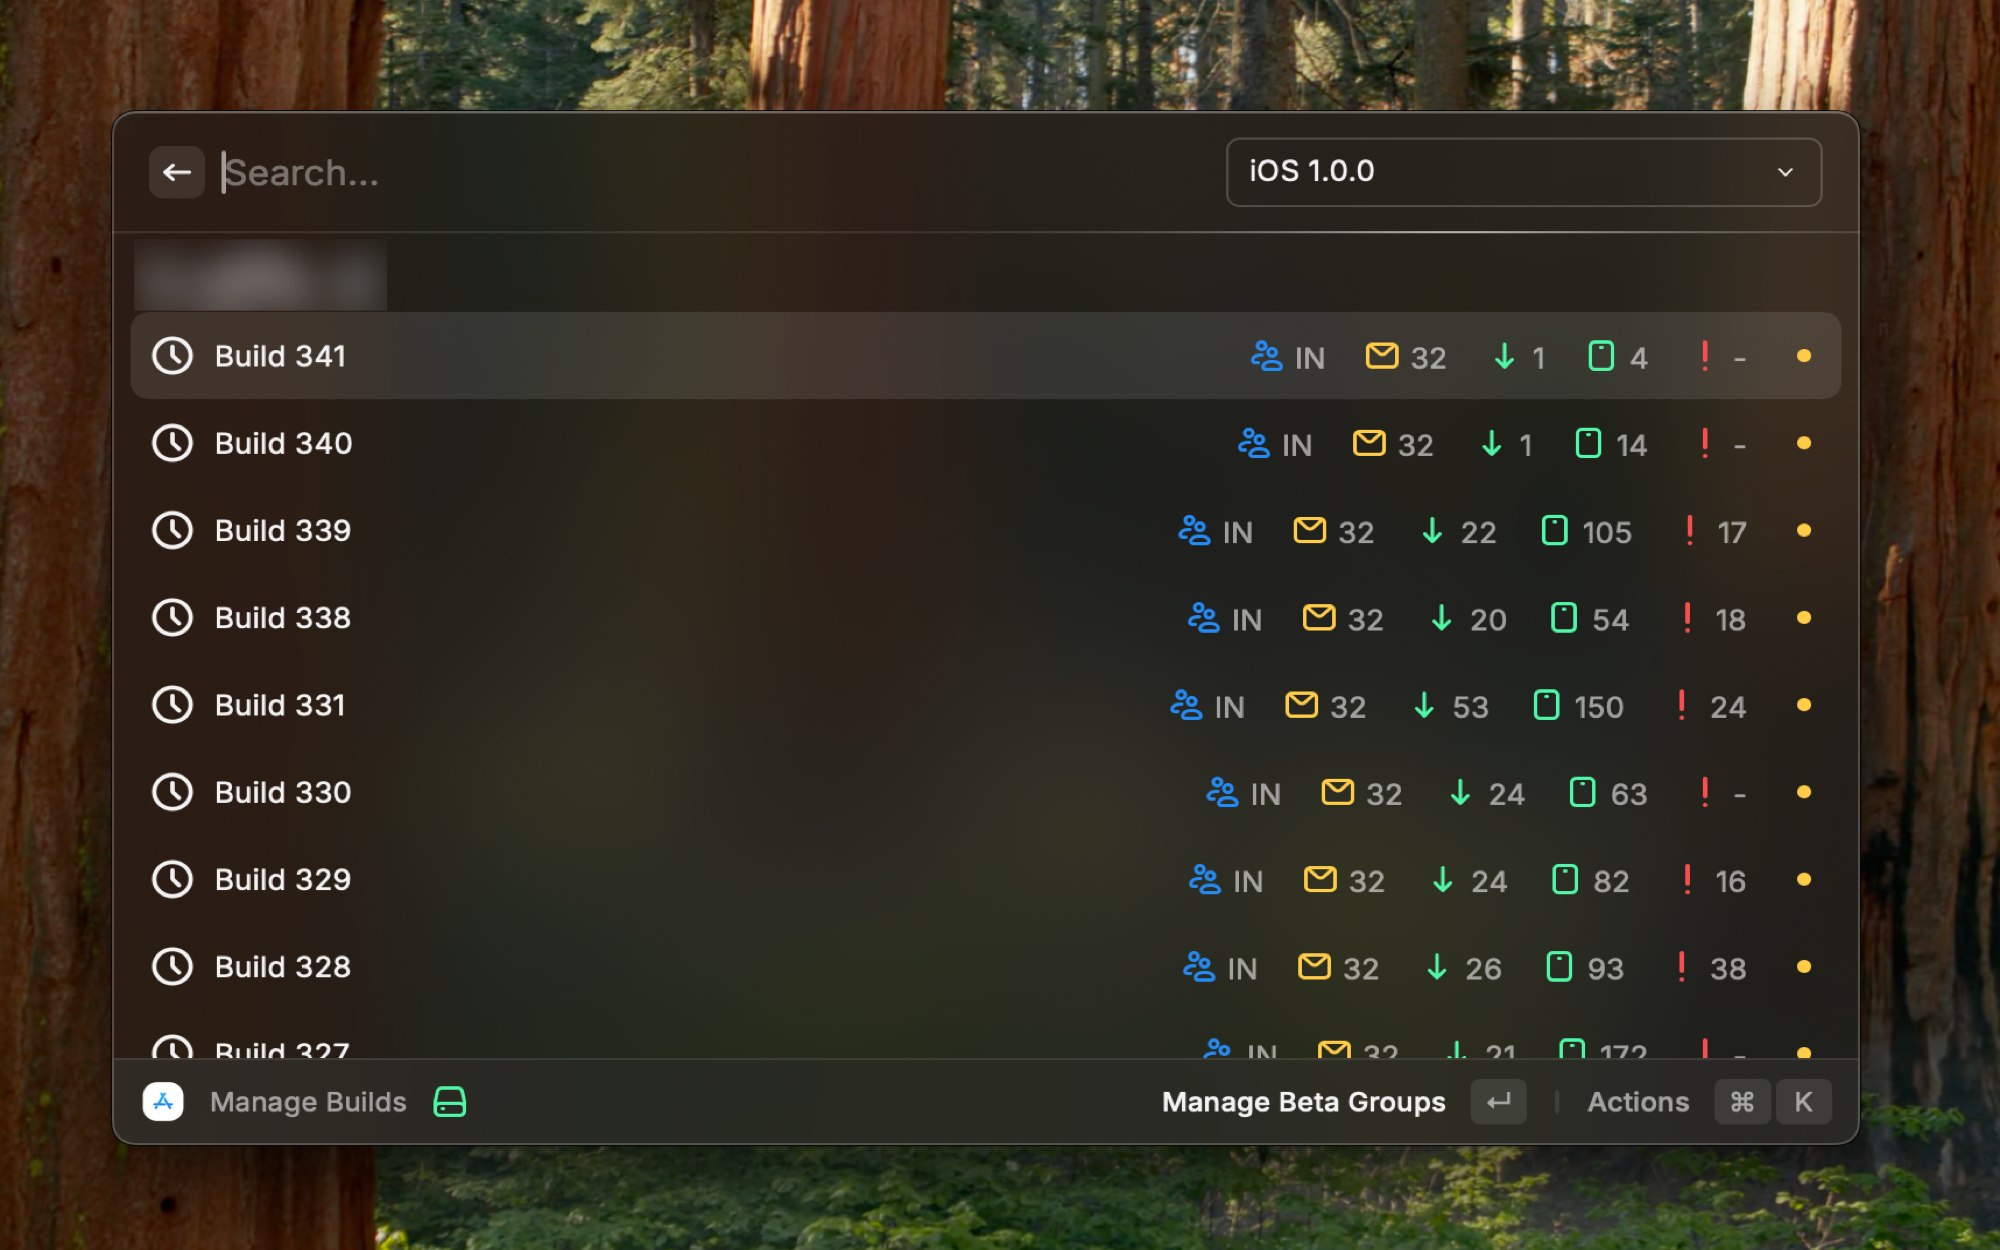 Search...
iOS 1.0.0
Build 341 IN 32 1 4 -
Build 340 IN 32 1 14 -
Build 339 IN 32 22 105 17
Build 338 IN 32 20 54 18
Build 331 IN 32 53 150 24
Build 330 IN 32 24 63 -
Build 329 IN 32 24 82 16
Build 328 IN 32 26 93 38
Build 327 IN 32 21 172 -
Manage Builds
Manage Beta Groups
Actions ⌘ K